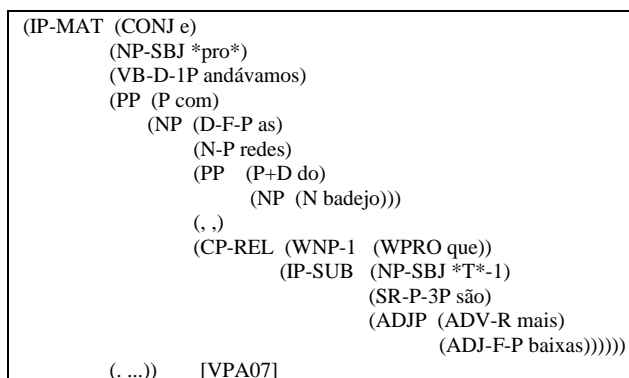 (IP-MAT (CONJ e)
(NP-SBJ *pro*)
(VB-D-1P andávamos)
(PP (P com)
(NP (D-F-P as)
(N-P redes)
(PP (P+D do)
(NP (N badejo)))
(, ,)
(CP-REL (WNP-1 (WPRO que))
(IP-SUB (NP-SBJ *T*-1)
(SR-P-3P são)
(ADJP (ADV-R mais)
(ADJ-F-P baixas))))))
(. ...)) [VPA07]